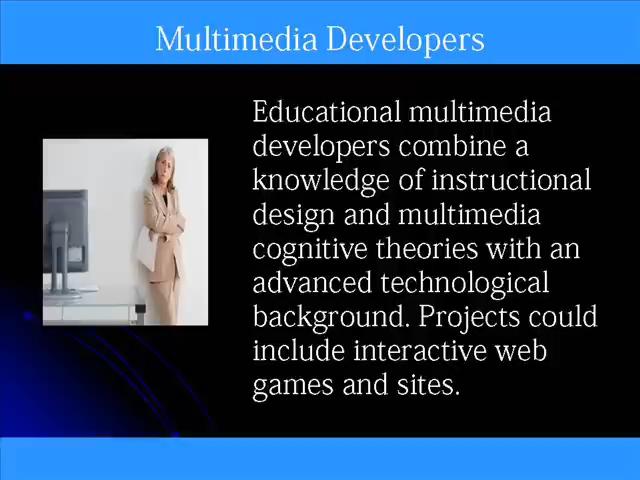 Multimedia Developers
Educational multimedia
developers combine a
knowledge of instructional
design and multimedia
cognitive theories with an
advanced technological
background. Projects could
include interactive web
games and sites.